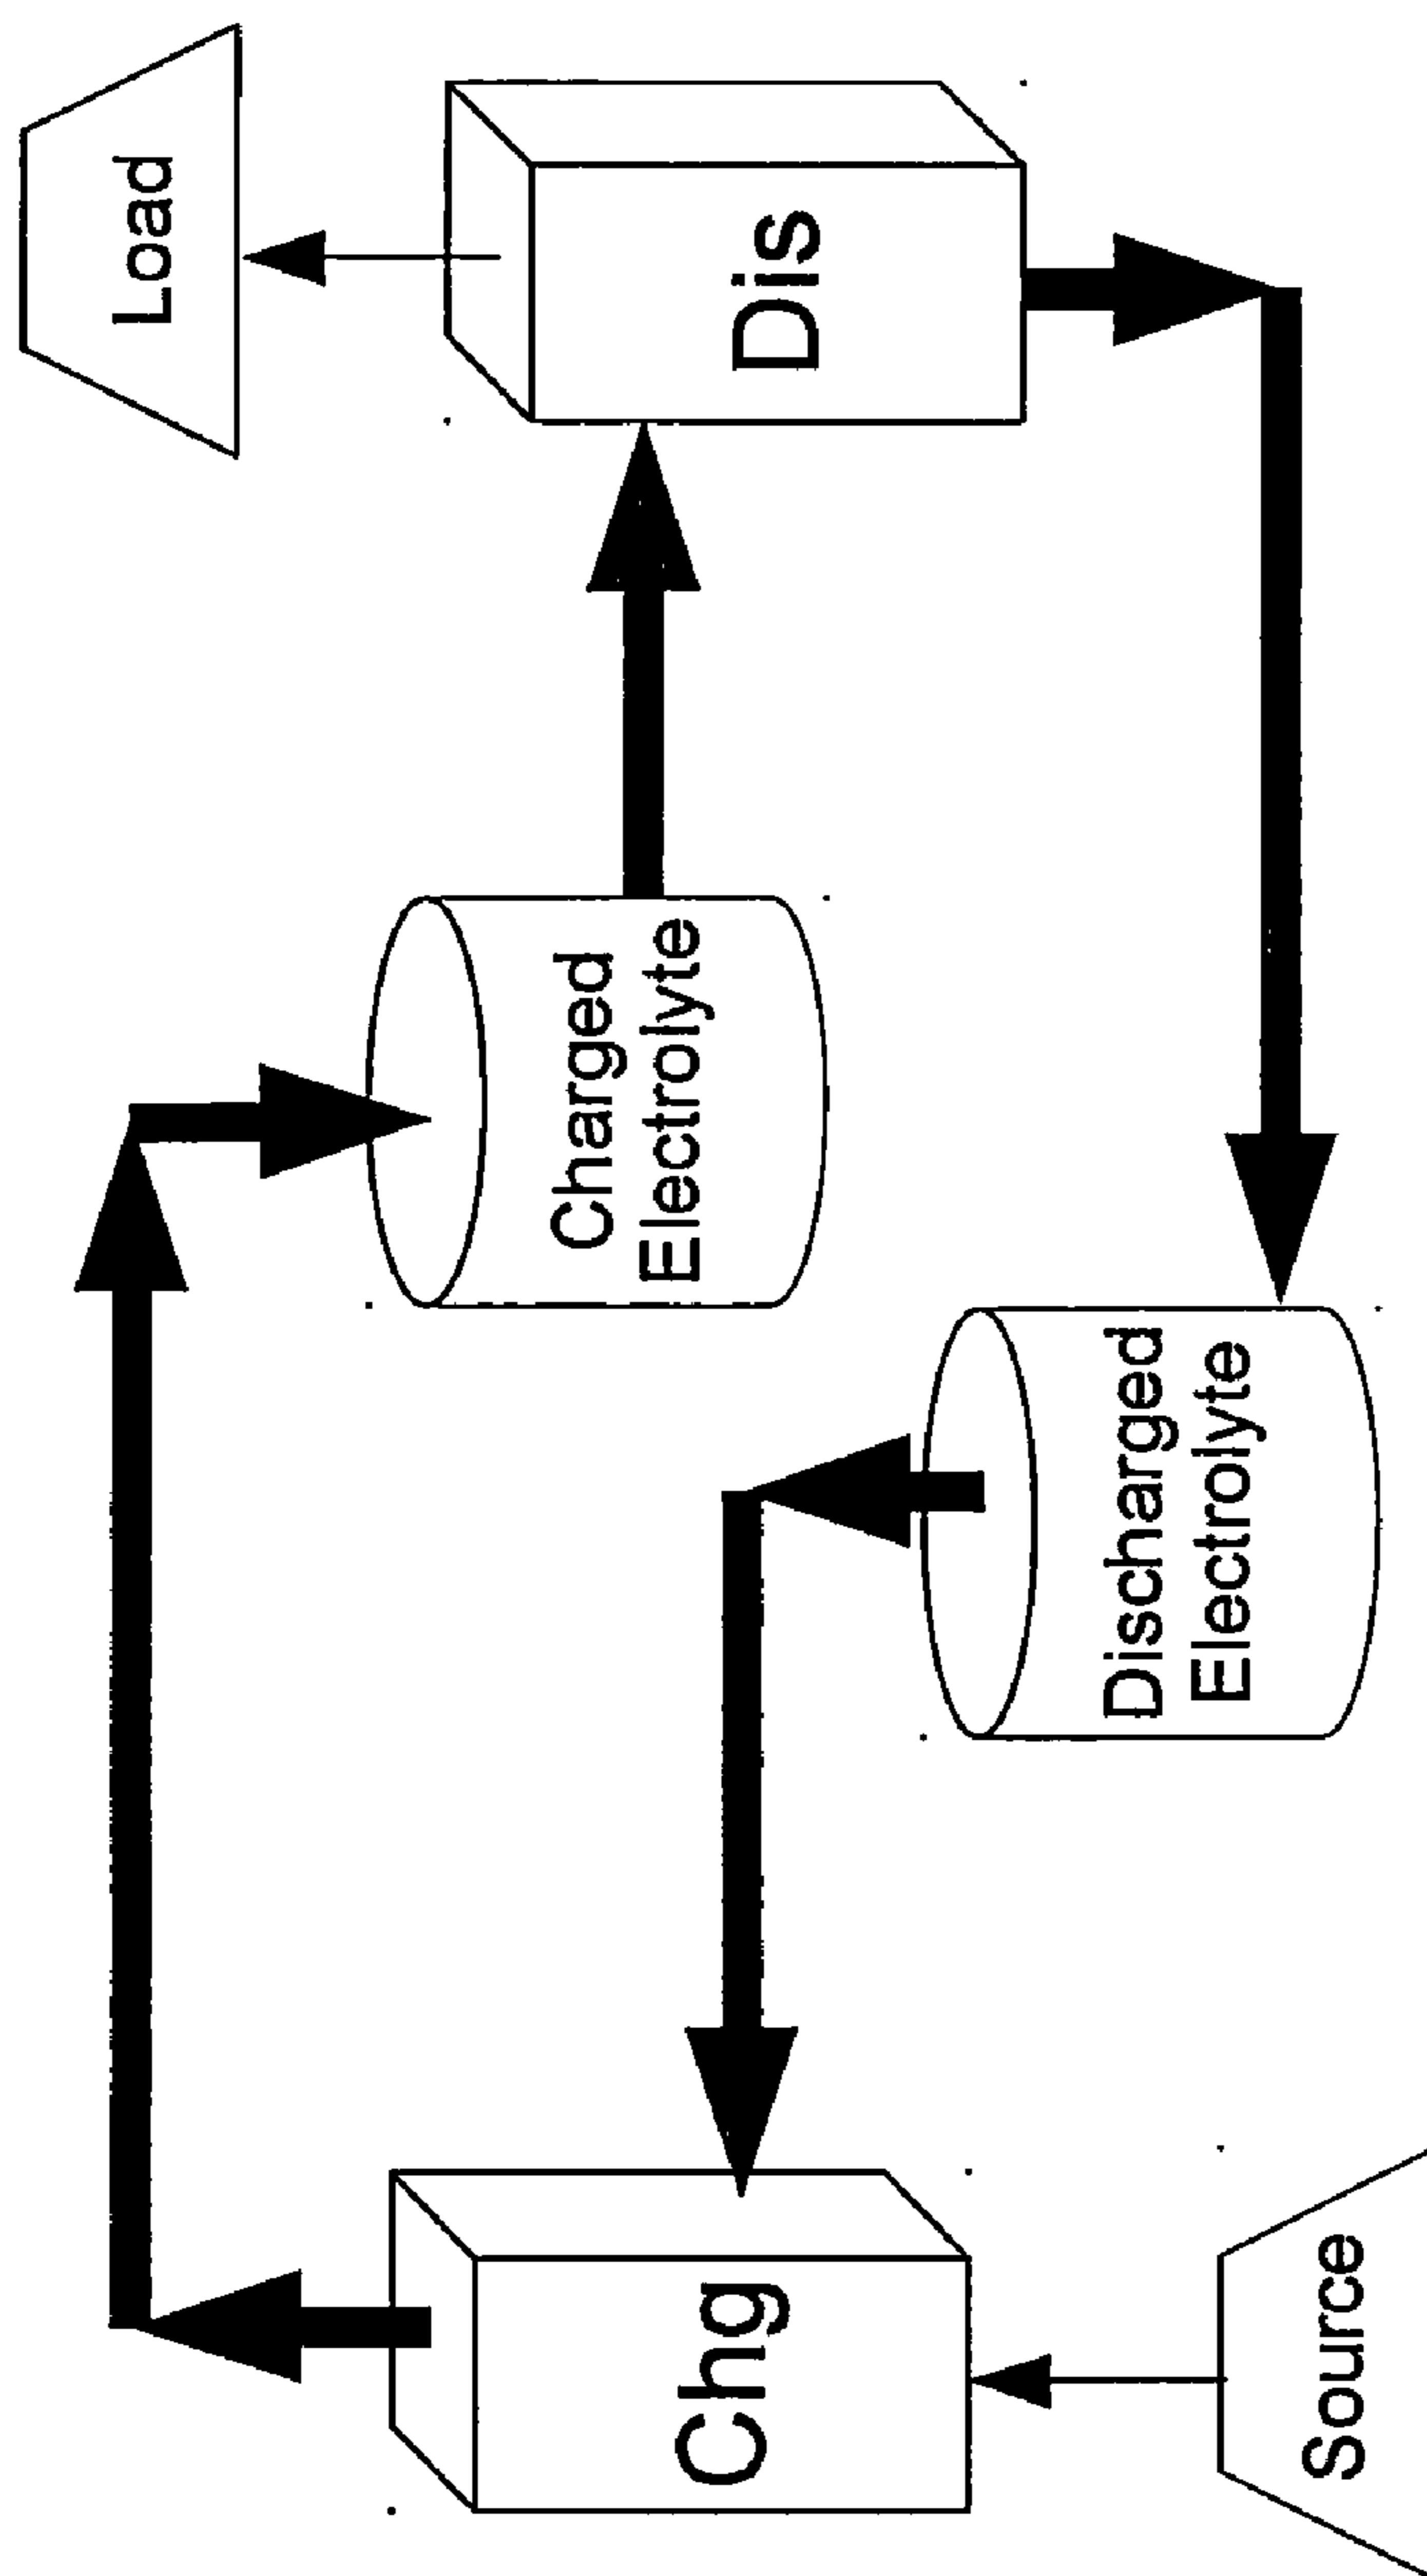 Load
Dis
Charged
Electrolyte
Discharged
Electrolyte
Chg
Source